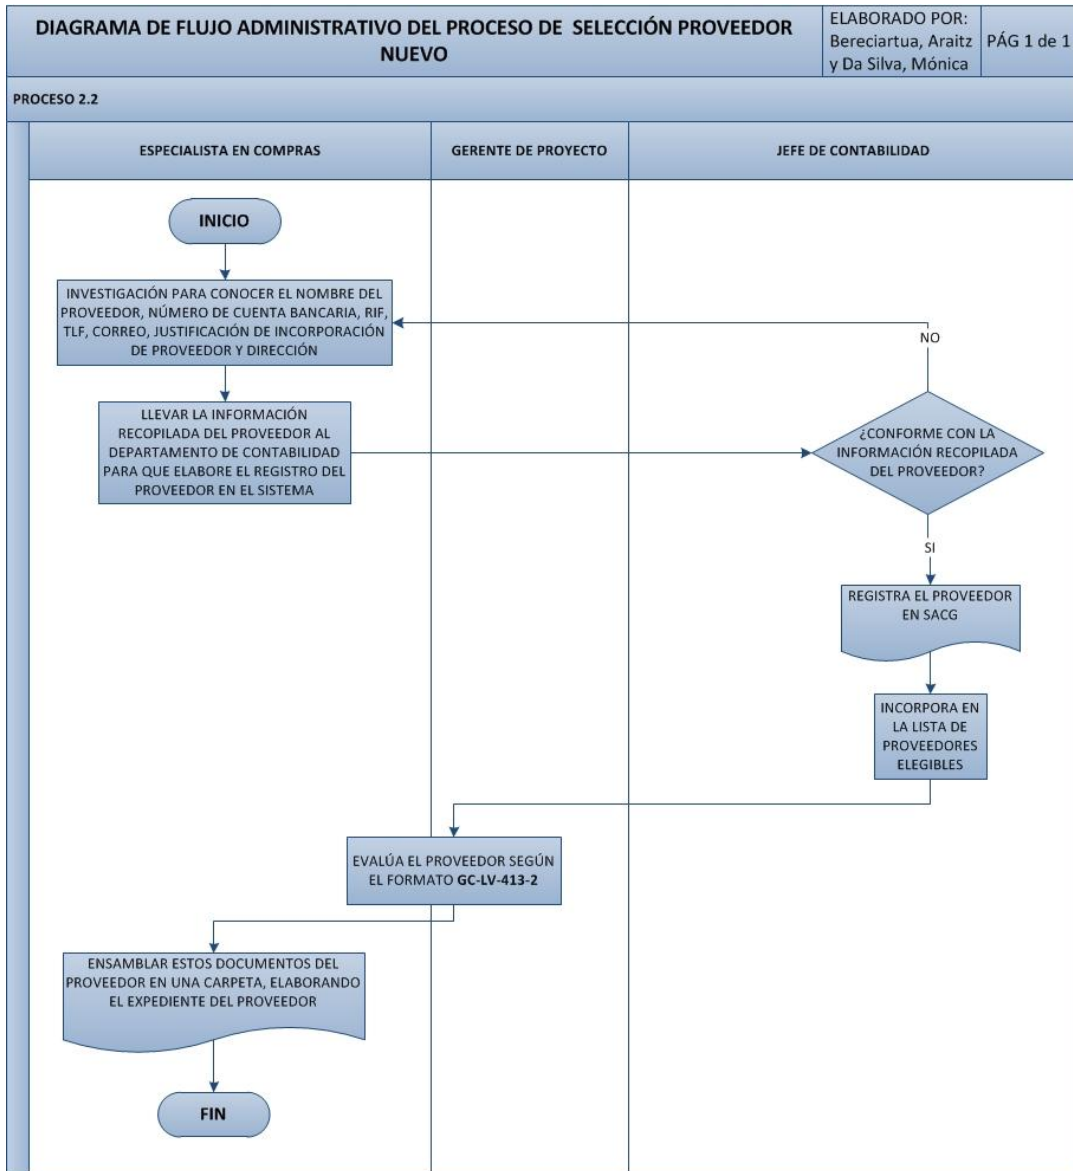 DIAGRAMA DE FLUJO ADMINISTRATIVO DEL PROCESO DE SELECCIÓN PROVEEDOR
NUEVO
ELABORADO POR:
Bereciartua, Araitz
y Da Silva, Mónica
PÁG 1 de 1
PROCESO 2.2
ESPECIALISTA EN COMPRAS
GERENTE DE PROYECTO
JEFE DE CONTABILIDAD
INICIO
INVESTIGACIÓN PARA CONOCER EL NOMBRE DEL
PROVEEDOR, NÚMERO DE CUENTA BANCARIA, RIF,
TLF, CORREO, JUSTIFICACIÓN DE INCORPORACIÓN
DE PROVEEDOR Y DIRECCIÓN
NO
LLEVAR LA INFORMACIÓN
RECOPILADA DEL PROVEEDOR AL
DEPARTAMENTO DE CONTABILIDAD
PARA QUE ELABORE EL REGISTRO DEL
PROVEEDOR EN EL SISTEMA
¿CONFORME CON LA
INFORMACIÓN RECOPILADA
DEL PROVEEDOR?
SI
REGISTRA EL PROVEEDOR
EN SACG
INCORPORA EN
LA LISTA DE
PROVEEDORES
ELEGIBLES
EVALÚA EL PROVEEDOR SEGÚN
EL FORMATO GC-LV-413-2
ENSAMBLAR ESTOS DOCUMENTOS DEL
PROVEEDOR EN UNA CARPETA, ELABORANDO
EL EXPEDIENTE DEL PROVEEDOR
FIN